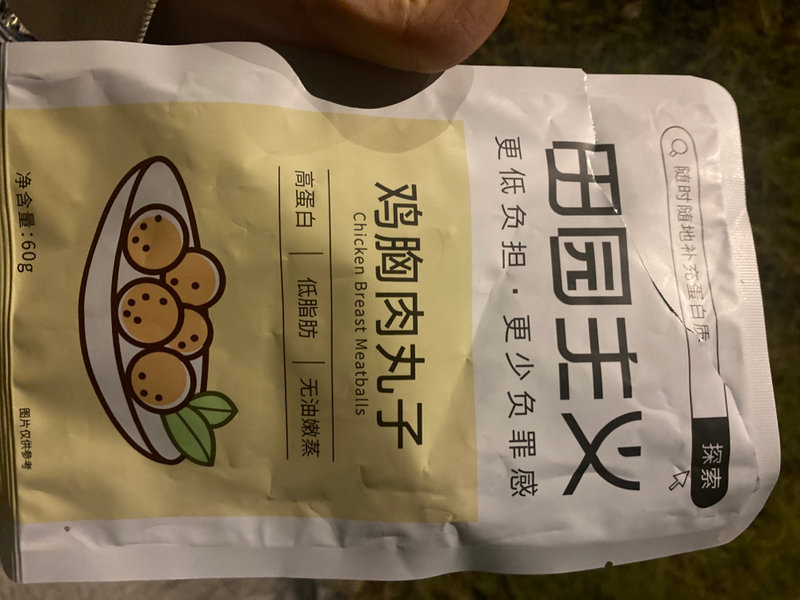 随时随地补充蛋白质
探索
田园主义
更低负担·更少负罪感
鸡胸肉丸子
Chicken Breast Meatballs
高蛋白 | 低脂肪 | 无油嫩蒸
净含量:60g
图片仅供参考